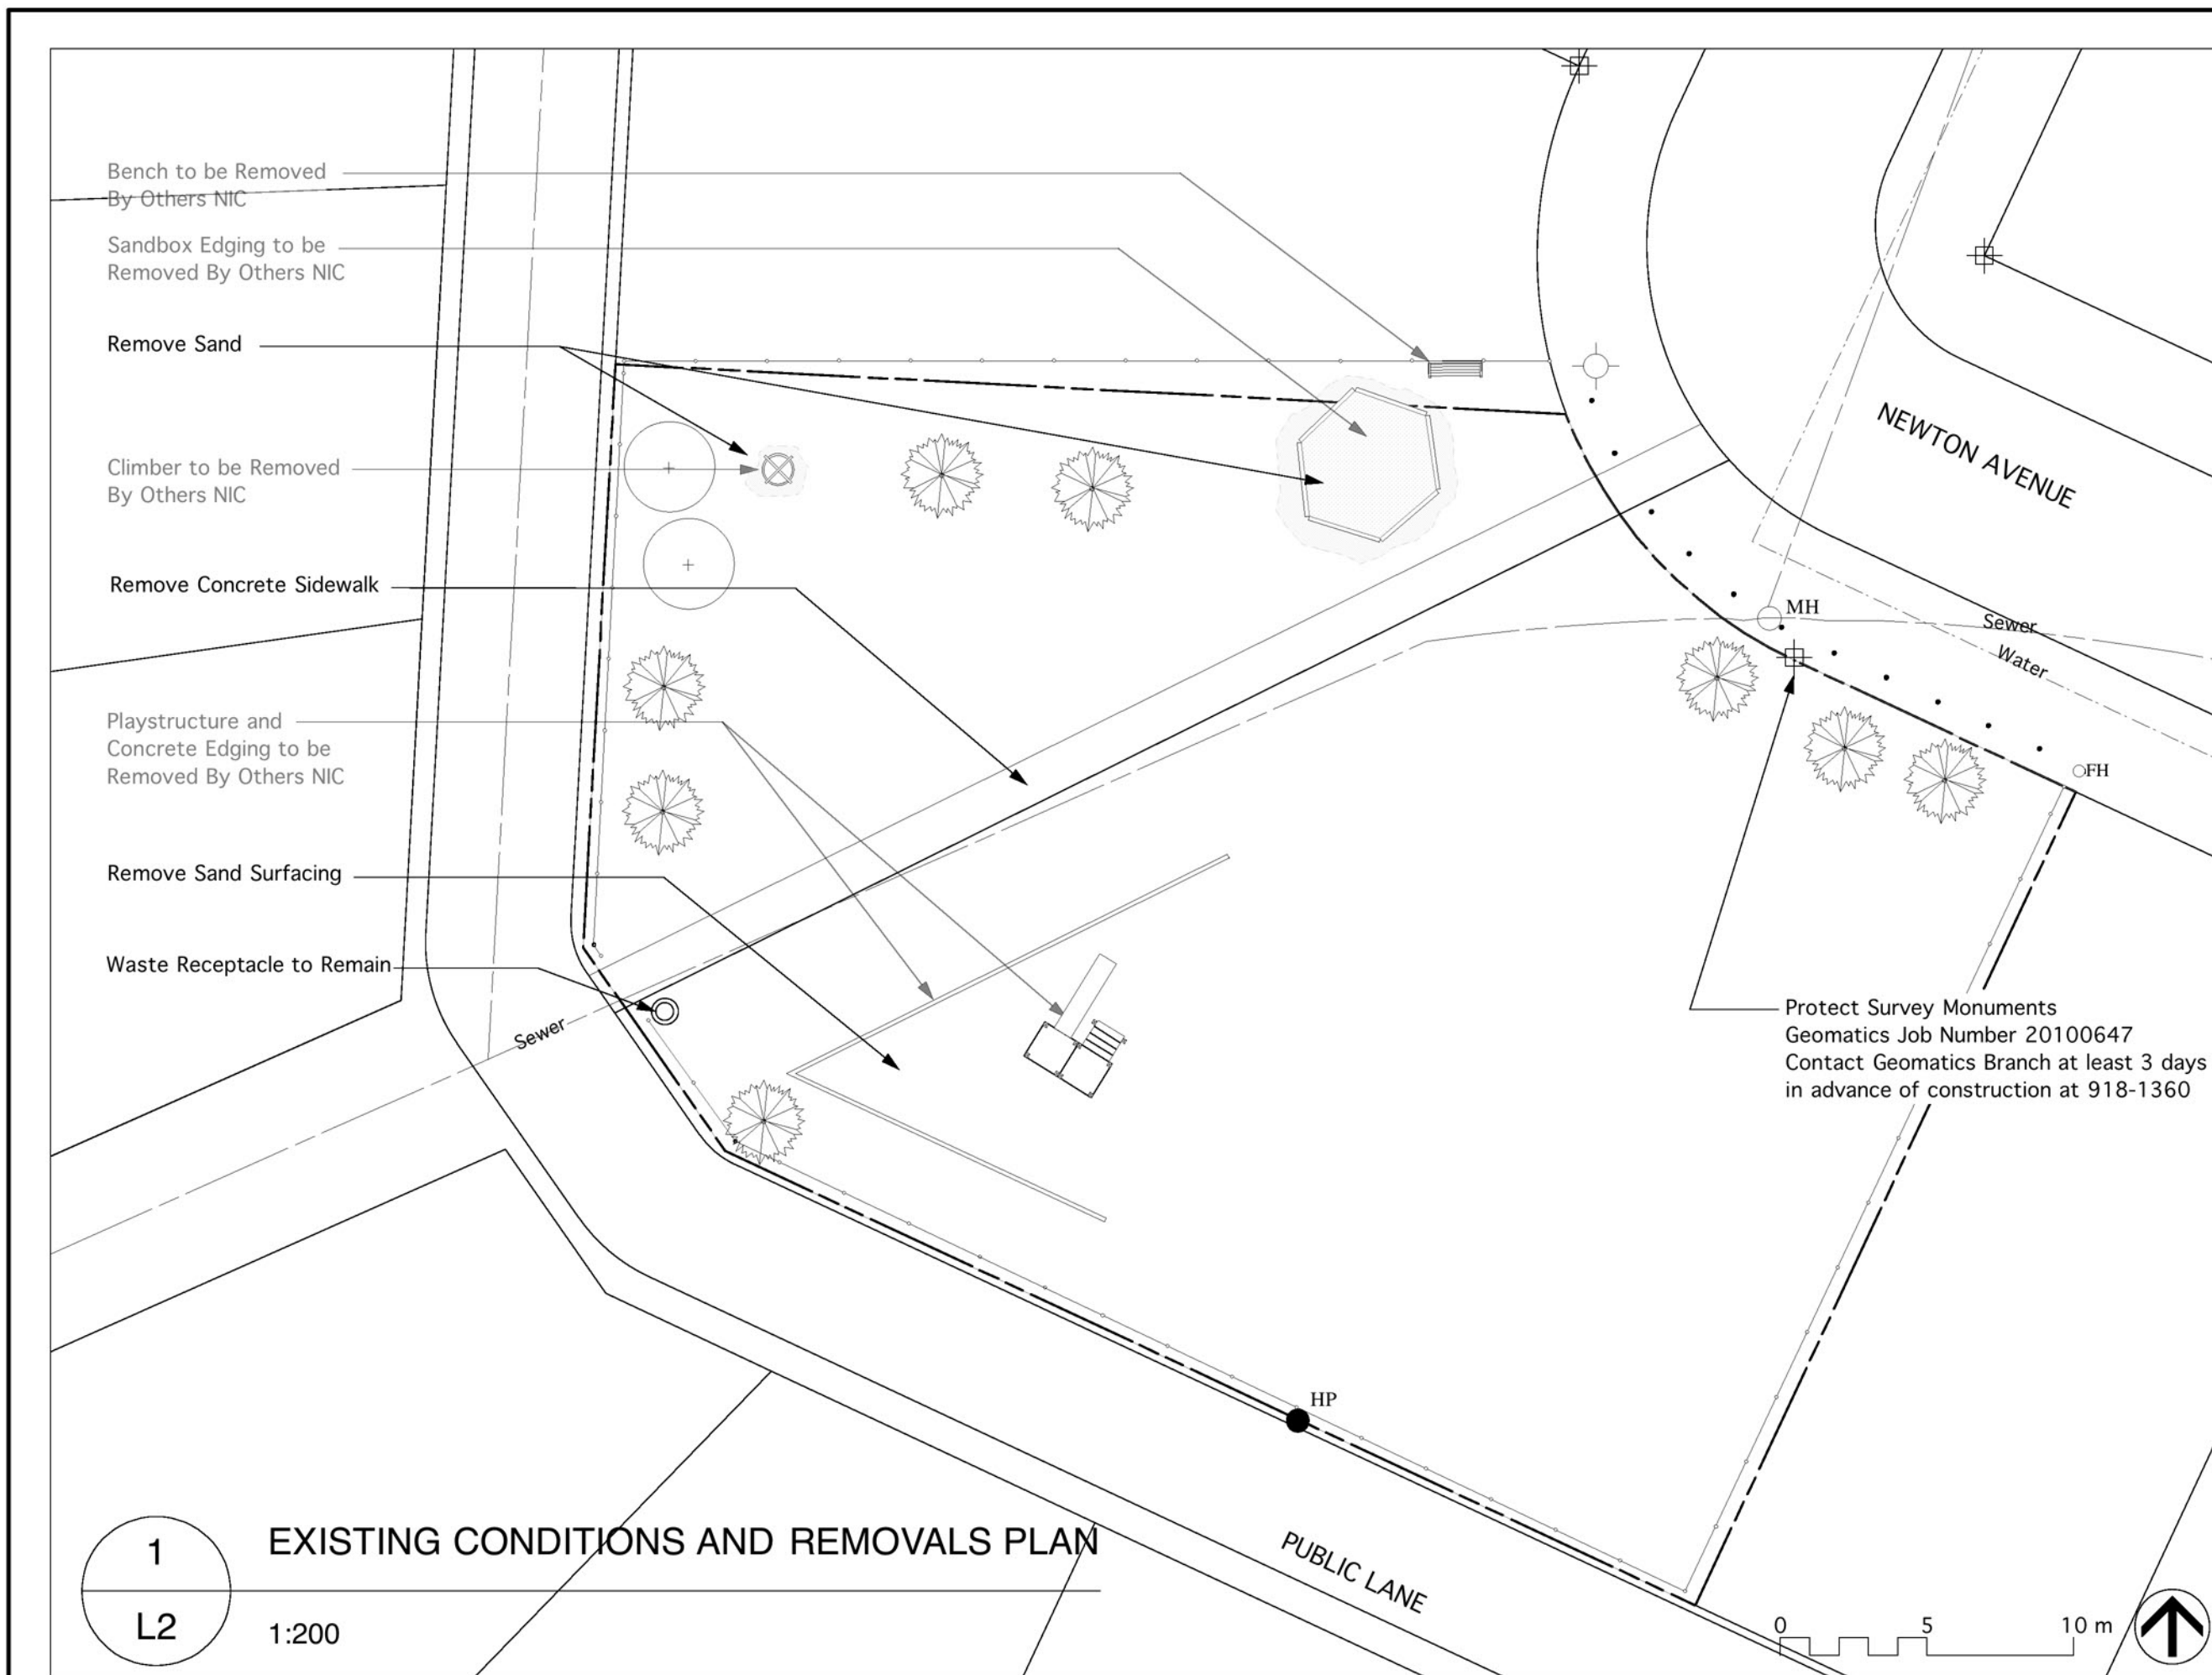 Bench to be Removed
By Others NIC
Sandbox Edging to be
Removed By Others NIC
Remove Sand
NEWTON AVENUE
Climber to be Removed
By Others NIC
Remove Concrete Sidewalk
MH
Sewer
Water
Playstructure and
Concrete Edging to be
Removed By Others NIC
FH
Remove Sand Surfacing
Waste Receptacle to Remain
Sewer
Protect Survey Monuments
Geomatics Job Number 20100647
Contact Geomatics Branch at least 3 days
in advance of construction at 918-1360
HP
PUBLIC LANE
1
L2
EXISTING CONDITIONS AND REMOVALS PLAN
1:200
0 5 10 m